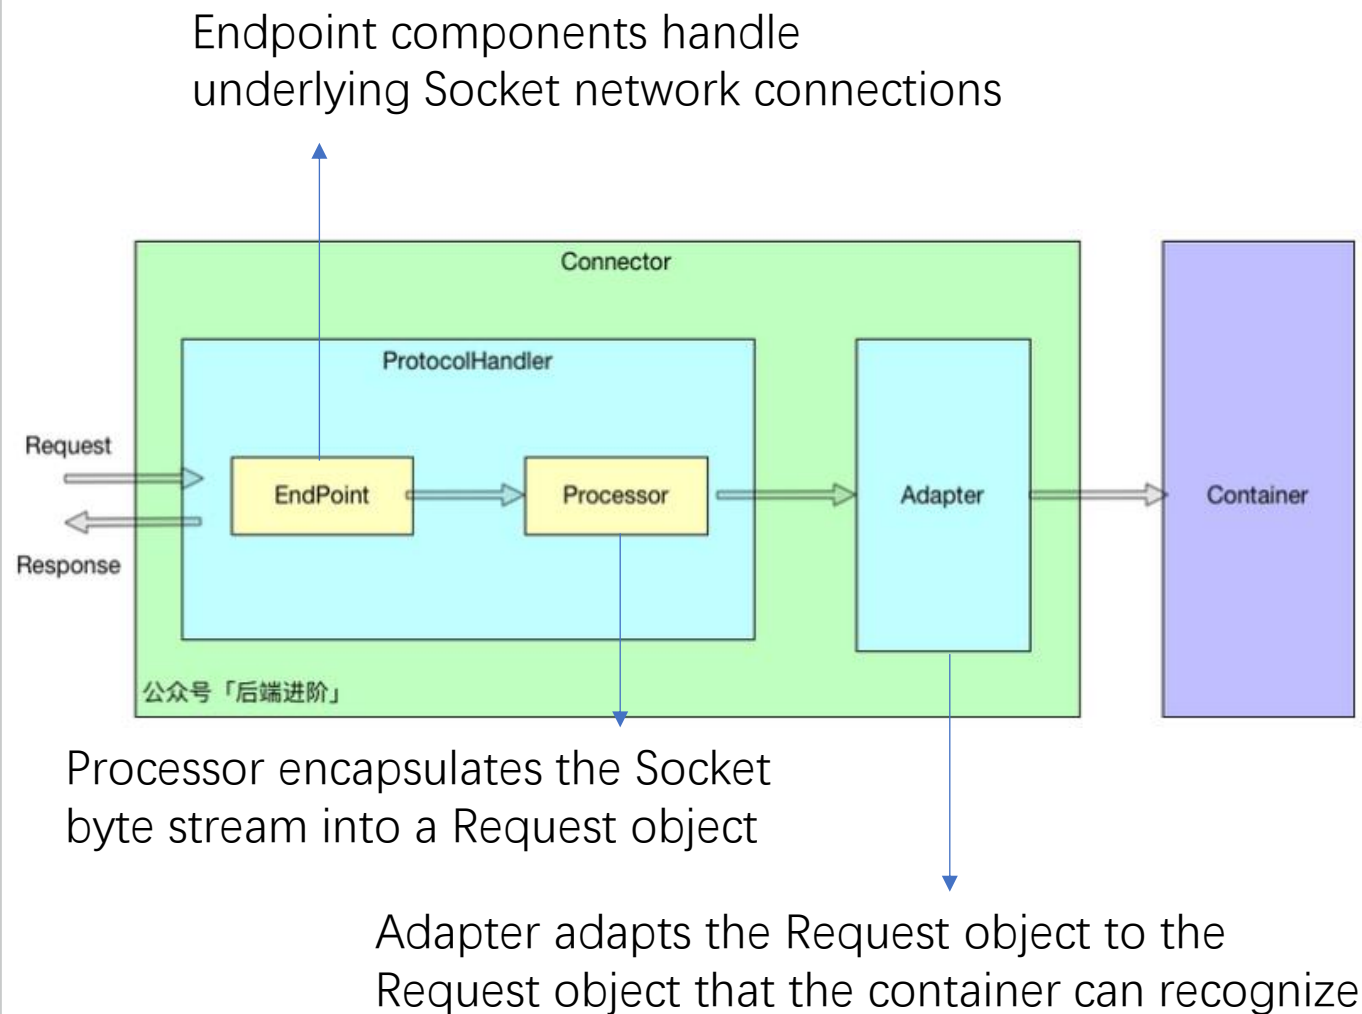 Endpoint components handle
underlying Socket network connections
Connector
ProtocolHandler
Request
EndPoint
Processor
Adapter
Container
Response
公众号「后端进阶」
Processor encapsulates the Socket
byte stream into a Request object
Adapter adapts the Request object to the
Request object that the container can recognize